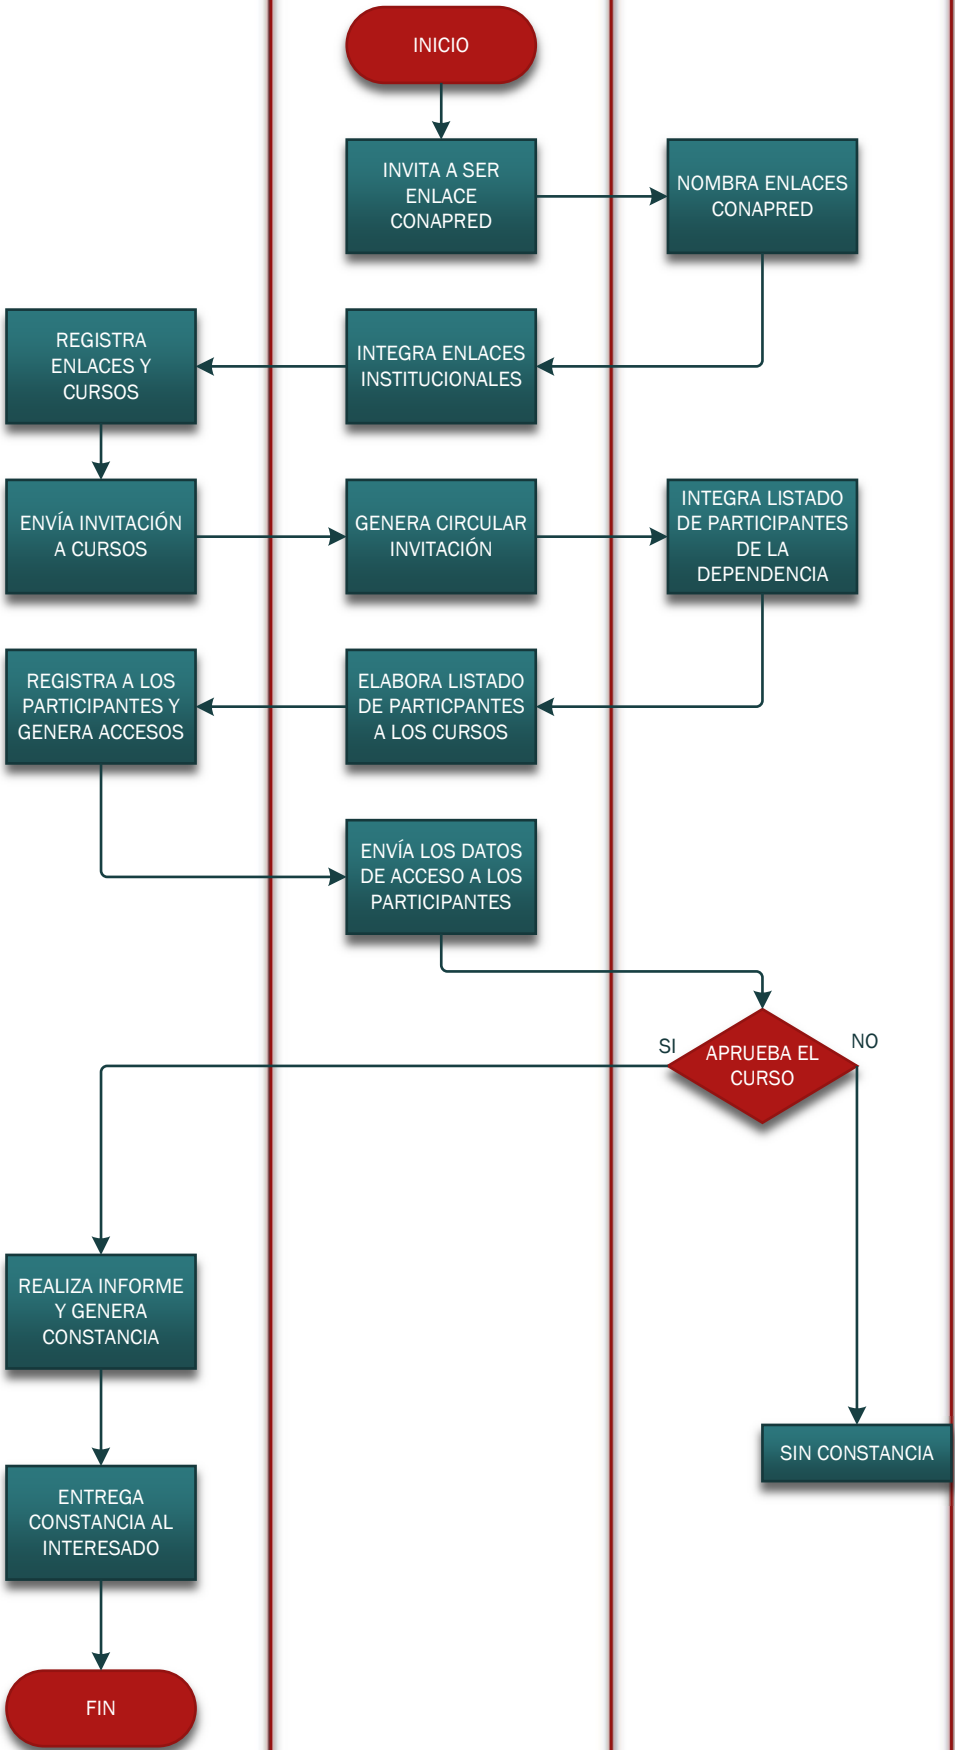 INICIO
INVITA A SER
ENLACE
CONAPRED
NOMBRA ENLACES
CONAPRED
REGISTRA
ENLACES Y
CURSOS
INTEGRA ENLACES
INSTITUCIONALES
ENVÍA INVITACIÓN
A CURSOS
GENERA CIRCULAR
INVITACIÓN
INTEGRA LISTADO
DE PARTICIPANTES
DE LA
DEPENDENCIA
REGISTRA A LOS
PARTICIPANTES Y
GENERA ACCESOS
ELABORA LISTADO
DE PARTICPANTES
A LOS CURSOS
ENVÍA LOS DATOS
DE ACCESO A LOS
PARTICIPANTES
SI
APRUEBA EL
CURSO
NO
REALIZA INFORME
Y GENERA
CONSTANCIA
SIN CONSTANCIA
ENTREGA
CONSTANCIA AL
INTERESADO
FIN